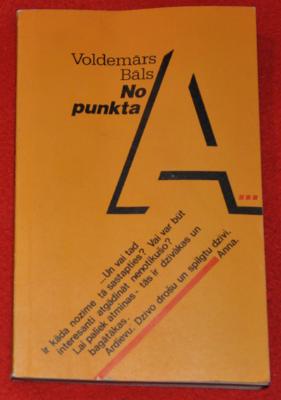 Voldemārs
Bāls
No
punkta
A...
...Un vai tad
Ir kāda nozīme tā sastapties? Vai var būt
interesanti atgādināt nenotikušo?
Lai paliek atmiņas - tās ir dzīvākas un
bagātākas.
Ardievu. Dzīvo drošu un spilgtu dzīvi.
Anna.